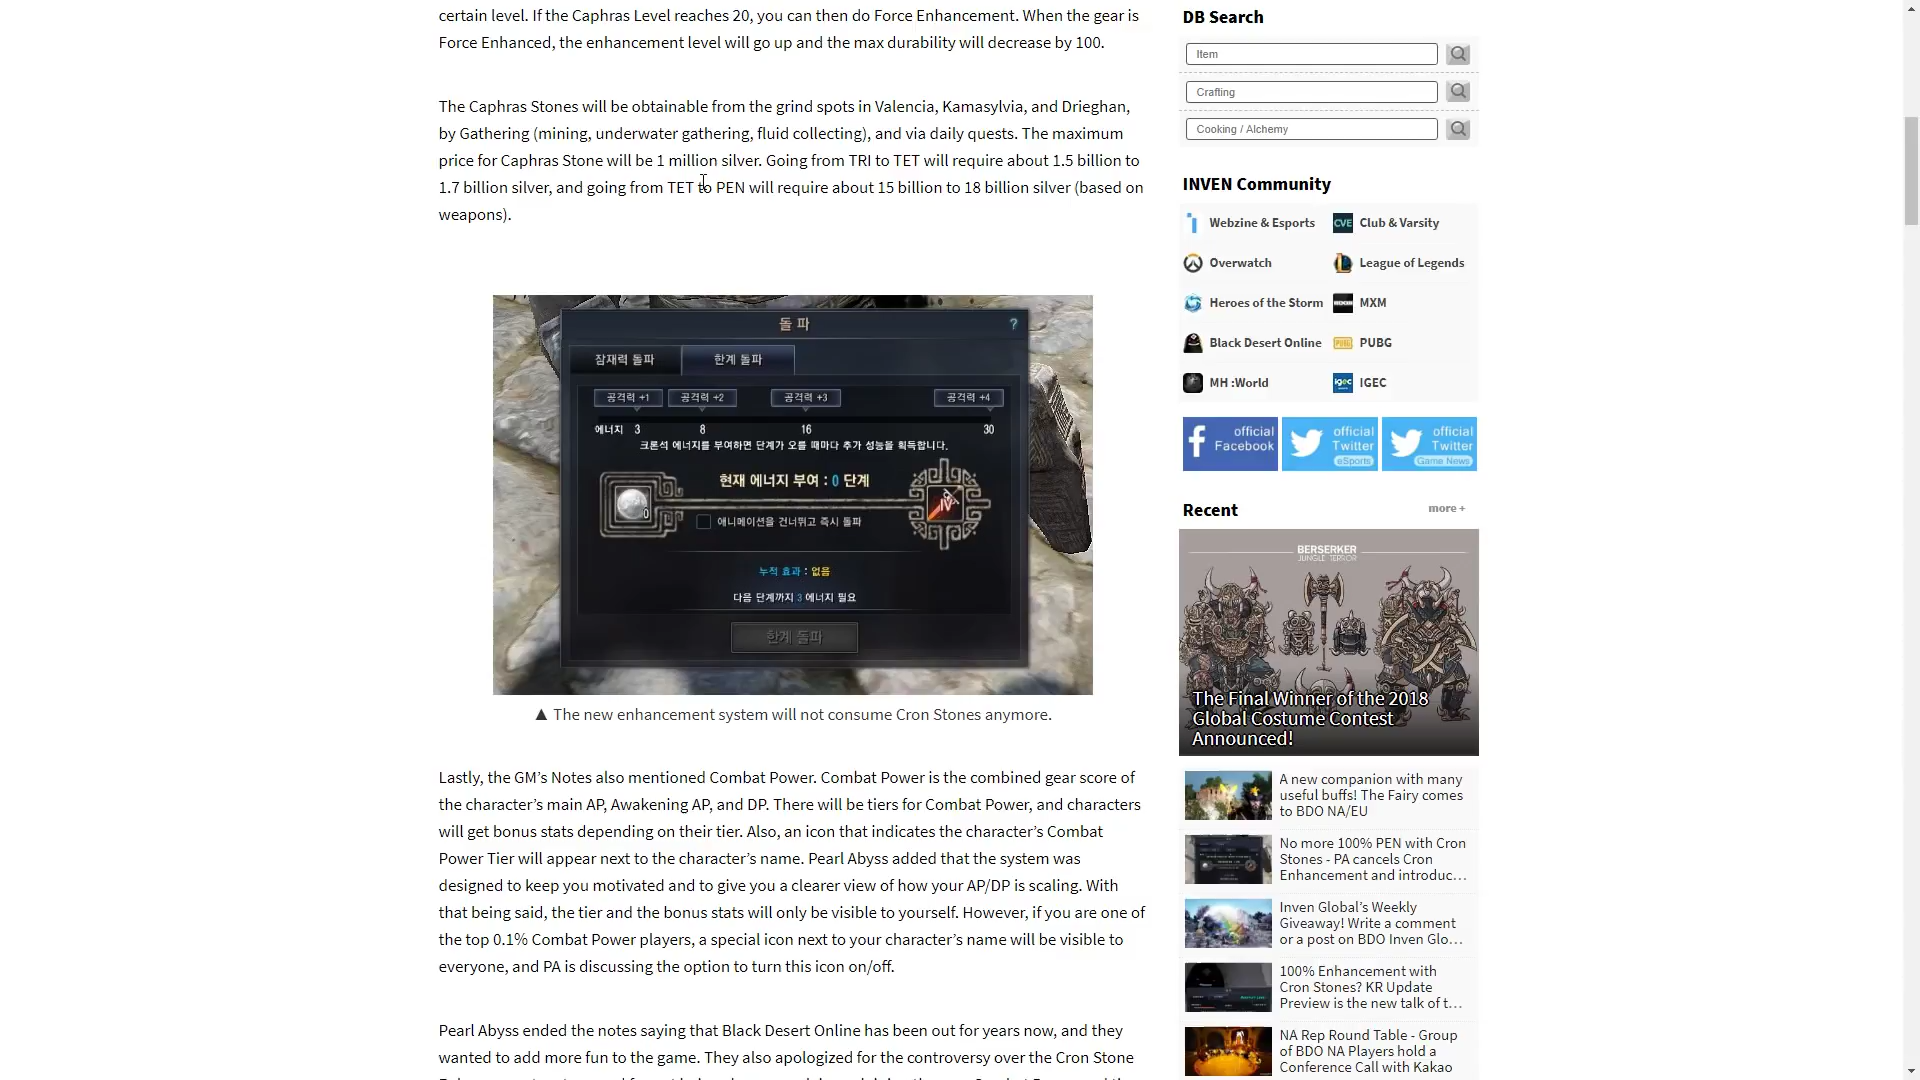 certain level. If the Caphras Level reaches 20, you can then do Force Enhancement. When the gear is
Force Enhanced, the enhancement level will go up and the max durability will decrease by 100.
The Caphras Stones will be obtainable from the grind spots in Valencia, Kamasylvia, and Drieghan,
by Gathering (mining, underwater gathering, fluid collecting), and via daily quests. The maximum
price for Caphras Stone will be 1 million silver. Going from TRI to TET will require about 1.5 billion to
1.7 billion silver, and going from TET to PEN will require about 15 billion to 18 billion silver (based on
weapons).
돌 파
?
잠재력 돌파
한계 돌파
공격력 +1
공격력 +2
공격력 +3
공격력 +4
에너지 3 8 16 30
크론석 에너지를 부여하면 단계가 오를 때마다 추가 성능을 획득합니다.
현재 에너지 부여 : 0 단계
0
IV
애니메이션을 건너뛰고 즉시 돌파
누적 효과 : 없음
다음 단계까지 3 에너지 필요
한계 돌파
▲ The new enhancement system will not consume Cron Stones anymore.
Lastly, the GM’s Notes also mentioned Combat Power. Combat Power is the combined gear score of
the character’s main AP, Awakening AP, and DP. There will be tiers for Combat Power, and characters
will get bonus stats depending on their tier. Also, an icon that indicates the character’s Combat
Power Tier will appear next to the character’s name. Pearl Abyss added that the system was
designed to keep you motivated and to give you a clearer view of how your AP/DP is scaling. With
that being said, the tier and the bonus stats will only be visible to yourself. However, if you are one of
the top 0.1% Combat Power players, a special icon next to your character’s name will be visible to
everyone, and PA is discussing the option to turn this icon on/off.
Pearl Abyss ended the notes saying that Black Desert Online has been out for years now, and they
wanted to add more fun to the game. They also apologized for the controversy over the Cron Stone
DB Search
Item
Crafting
Cooking / Alchemy
INVEN Community
Webzine & Esports
CVE Club & Varsity
Overwatch
League of Legends
Heroes of the Storm
MXM
Black Desert Online
PUBG PUBG
MH :World
igec IGEC
official
Facebook
official
Twitter
eSports
official
Twitter
Game News
Recent
more +
BERSERKER
JUNGLE TERROR
The Final Winner of the 2018
Global Costume Contest
Announced!
A new companion with many
useful buffs! The Fairy comes
to BDO NA/EU
No more 100% PEN with Cron
Stones - PA cancels Cron
Enhancement and introduc…
Inven Global’s Weekly
Giveaway! Write a comment
or a post on BDO Inven Glo…
100% Enhancement with
Cron Stones? KR Update
Preview is the new talk of t…
NA Rep Round Table - Group
of BDO NA Players hold a
Conference Call with Kakao